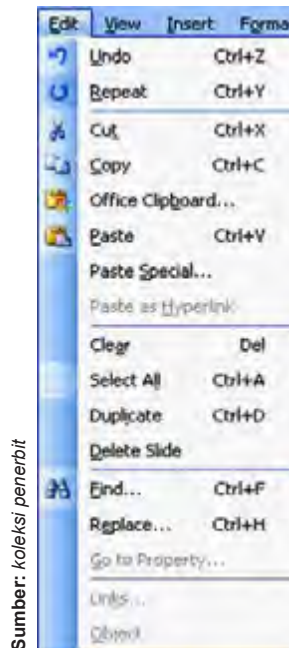 Edit View Insert Forma
Undo Ctrl+Z
Repeat Ctrl+Y
Cut Ctrl+X
Copy Ctrl+C
Office Clipboard...
Paste Ctrl+V
Paste Special...
Paste as Hyperlink
Clear Del
Select All Ctrl+A
Duplicate Ctrl+D
Delete Slide
Find... Ctrl+F
Replace... Ctrl+H
Go to Property...
Links...
Object
Sumber: koleksi penerbit